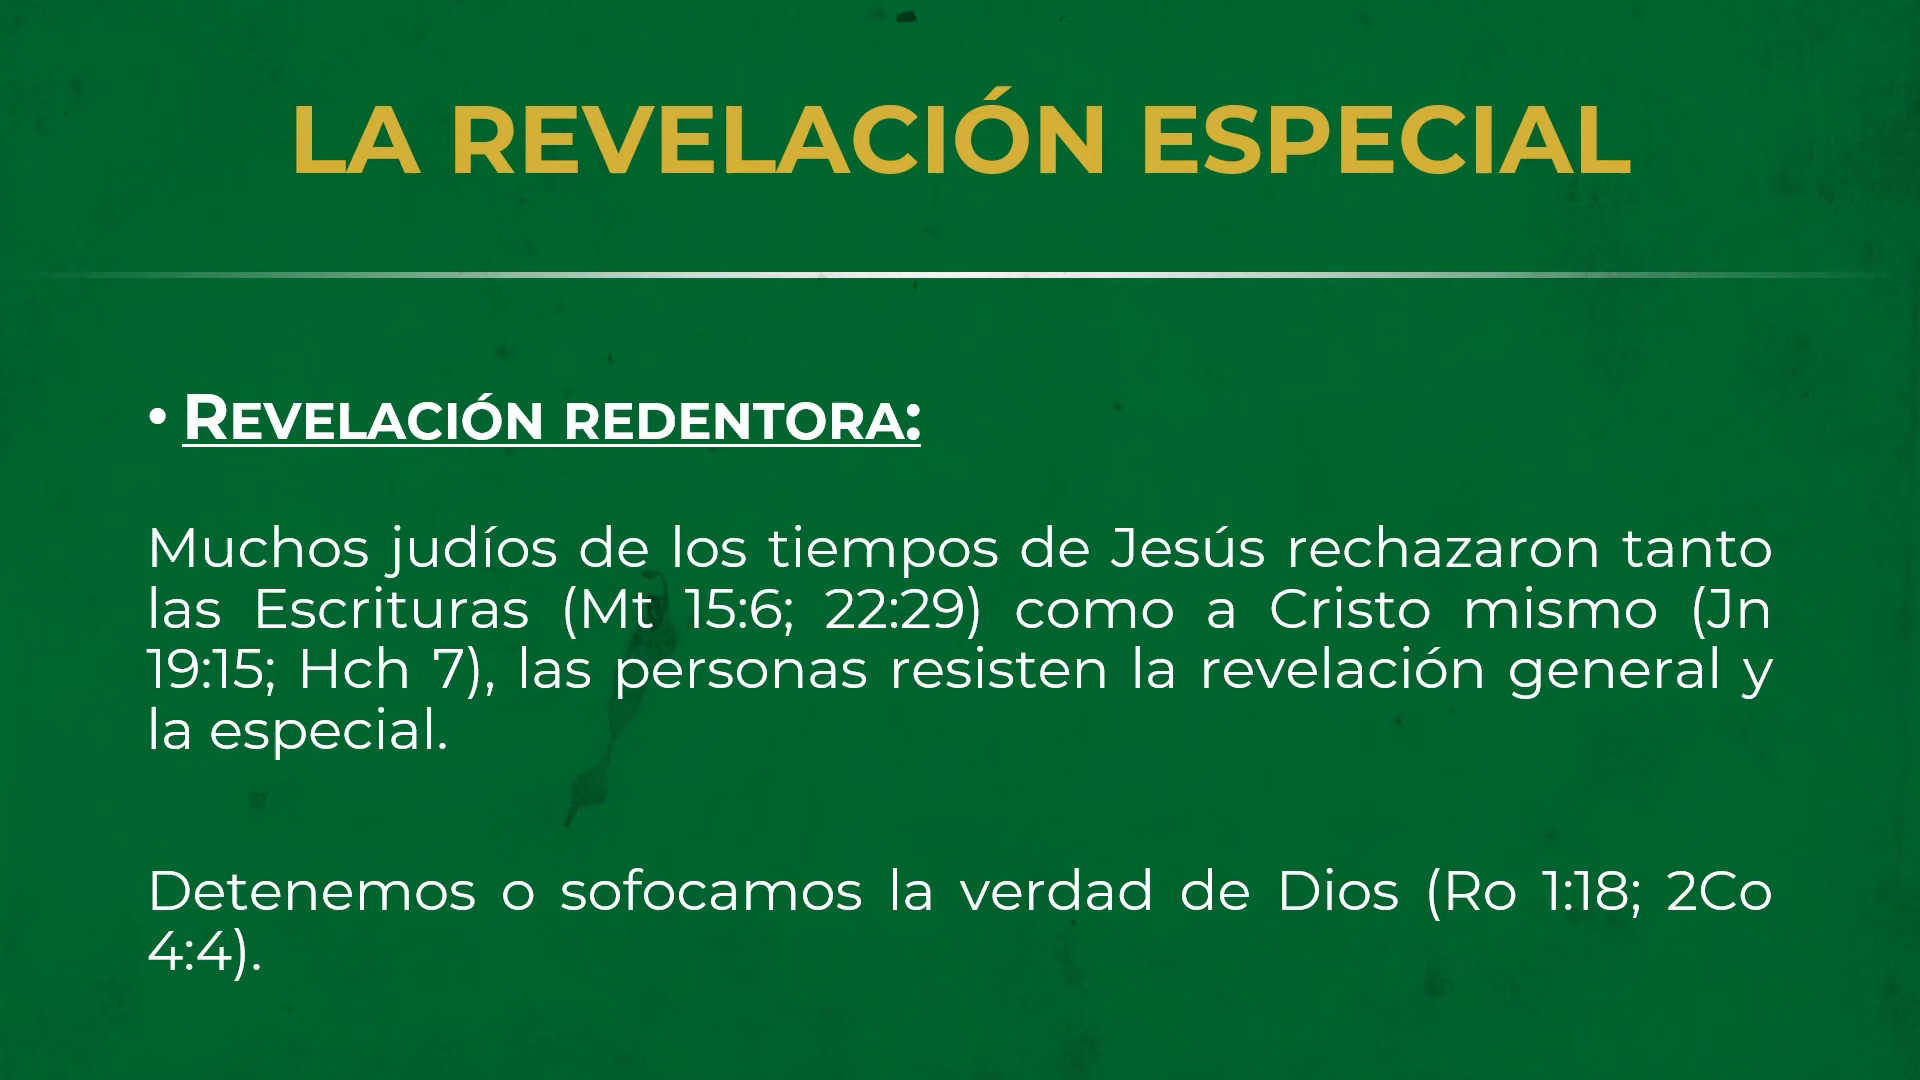 LA REVELACIÓN ESPECIAL
• REVELACIÓN REDENTORA:
Muchos judíos de los tiempos de Jesús rechazaron tanto
las Escrituras (Mt 15:6; 22:29) como a Cristo mismo (Jn
19:15; Hch 7), las personas resisten la revelación general y
la especial.
Detenemos o sofocamos la verdad de Dios (Ro 1:18; 2Co
4:4).